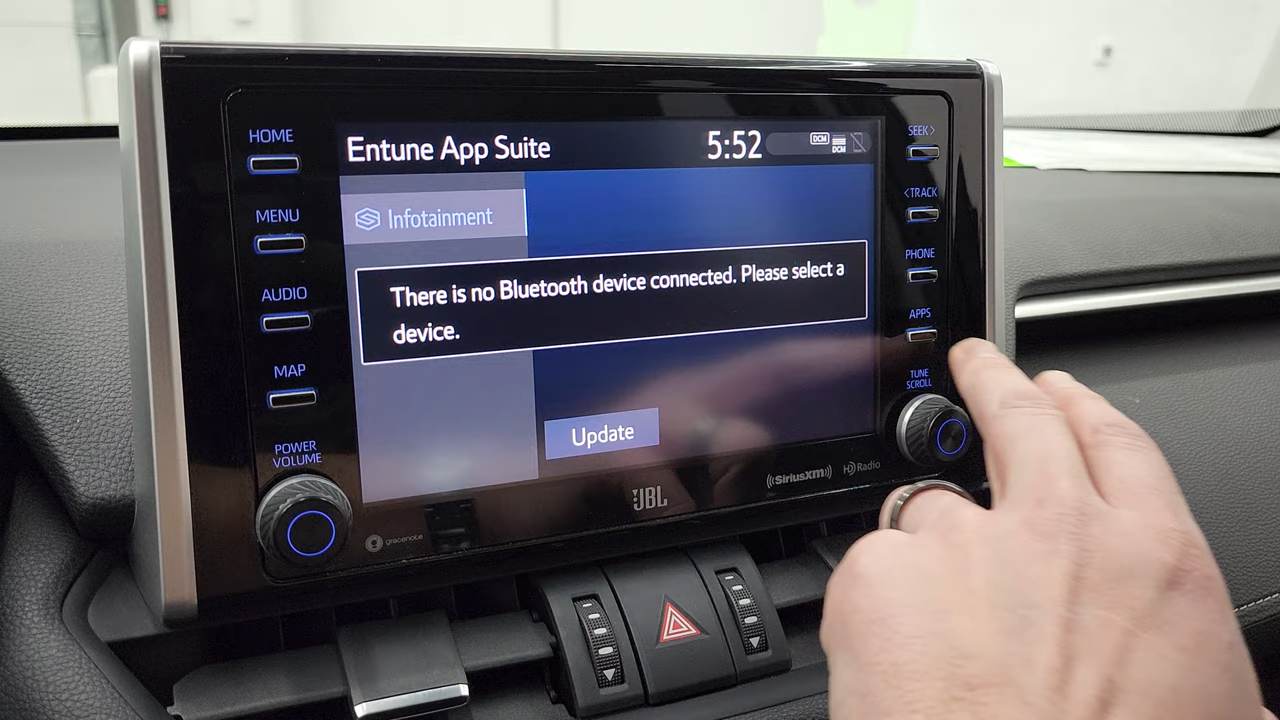 HOME
MENU
AUDIO
MAP
POWER
VOLUME
Entune App Suite
5:52
DCM
DCM
Infotainment
There is no Bluetooth device connected. Please select a
device.
Update
SEEK >
< TRACK
PHONE
APPS
TUNE
SCROLL
gracenote
JBL
SiriusXM
HD Radio